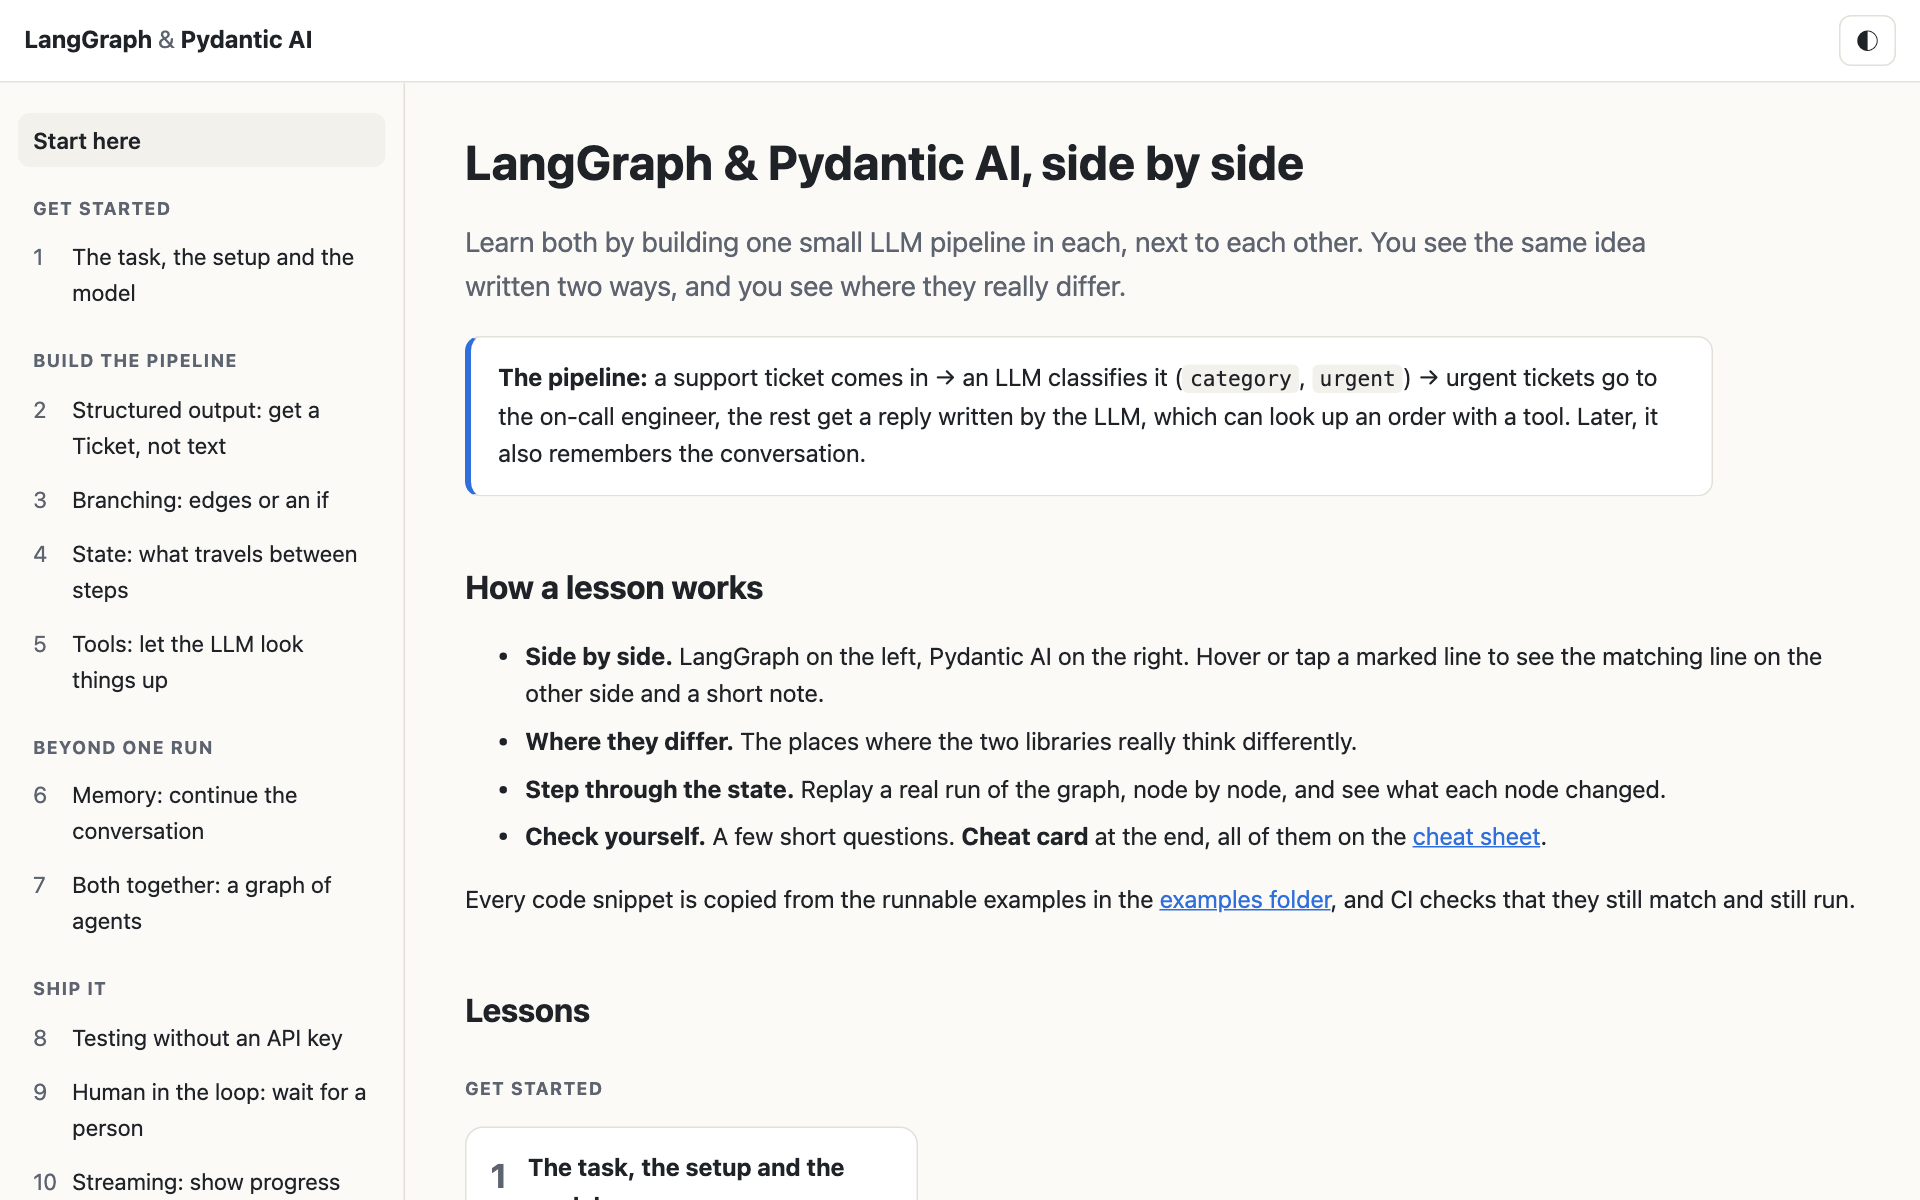 LangGraph & Pydantic AI
Start here
GET STARTED
1 The task, the setup and the
model
BUILD THE PIPELINE
2 Structured output: get a
Ticket, not text
3 Branching: edges or an if
4 State: what travels between
steps
5 Tools: let the LLM look
things up
BEYOND ONE RUN
6 Memory: continue the
conversation
7 Both together: a graph of
agents
SHIP IT
8 Testing without an API key
9 Human in the loop: wait for a
person
10 Streaming: show progress
LangGraph & Pydantic AI, side by side
Learn both by building one small LLM pipeline in each, next to each other. You see the same idea
written two ways, and you see where they really differ.
The pipeline: a support ticket comes in → an LLM classifies it (category, urgent) → urgent tickets go to
the on-call engineer, the rest get a reply written by the LLM, which can look up an order with a tool. Later, it
also remembers the conversation.
How a lesson works
• Side by side. LangGraph on the left, Pydantic AI on the right. Hover or tap a marked line to see the matching line on the
other side and a short note.
• Where they differ. The places where the two libraries really think differently.
• Step through the state. Replay a real run of the graph, node by node, and see what each node changed.
• Check yourself. A few short questions. Cheat card at the end, all of them on the cheat sheet.
Every code snippet is copied from the runnable examples in the examples folder, and CI checks that they still match and still run.
Lessons
GET STARTED
1 The task, the setup and the